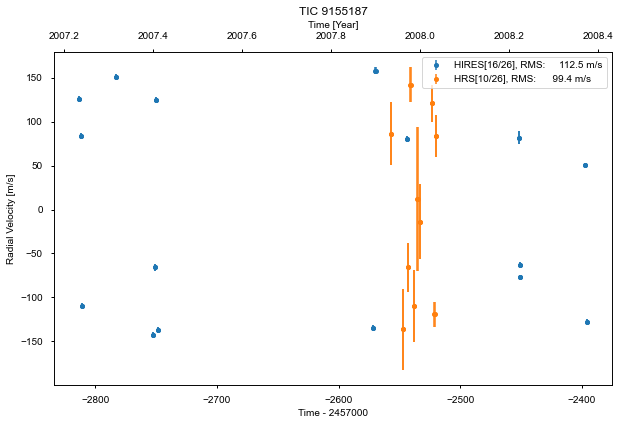 TIC 9155187
Time [Year]
2007.2 2007.4 2007.6 2007.8 2008.0 2008.2 2008.4
HIRES[16/26], RMS: 112.5 m/s
HRS[10/26], RMS: 99.4 m/s
150
100
50
0
−50
−100
−150
Radial Velocity [m/s]
−2800 −2700 −2600 −2500 −2400
Time - 2457000